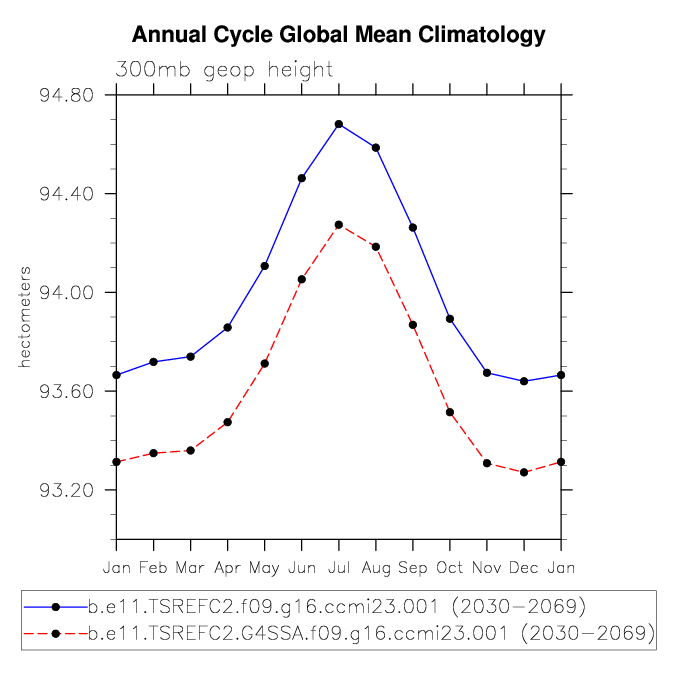 Annual Cycle Global Mean Climatology
300mb geop height
94.80
94.40
94.00
93.60
93.20
hectometers
Jan Feb Mar Apr May Jun Jul Aug Sep Oct Nov Dec Jan
b.e11.TSREFC2.f09.g16.ccmi23.001 (2030-2069)
b.e11.TSREFC2.G4SSA.f09.g16.ccmi23.001 (2030-2069)